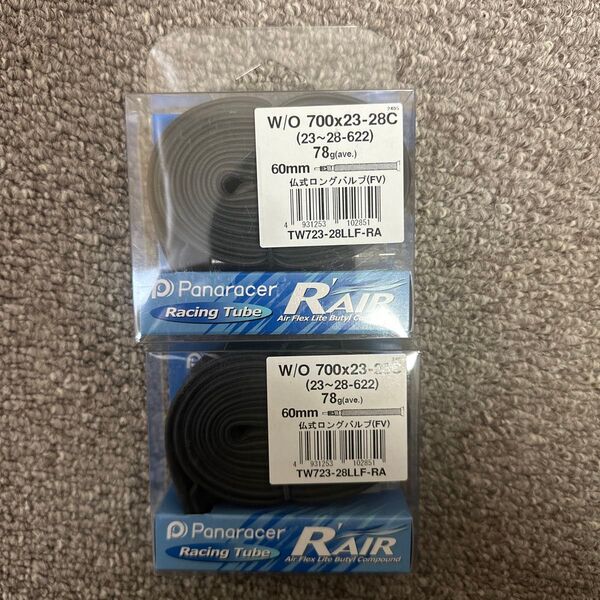 W/O 700x23-28C
(23~28-622)
78g(ave.)
60mm
仏式ロングバルブ(FV)
4 931253 102851
TW723-28LLF-RA
Panaracer
Racing Tube
R'AIR
Air Flex Lite Butyl Compound
W/O 700x23-28C
(23~28-622)
78g(ave.)
60mm
仏式ロングバルブ(FV)
4 931253 102851
TW723-28LLF-RA
Panaracer
Racing Tube
R'AIR
Air Flex Lite Butyl Compound